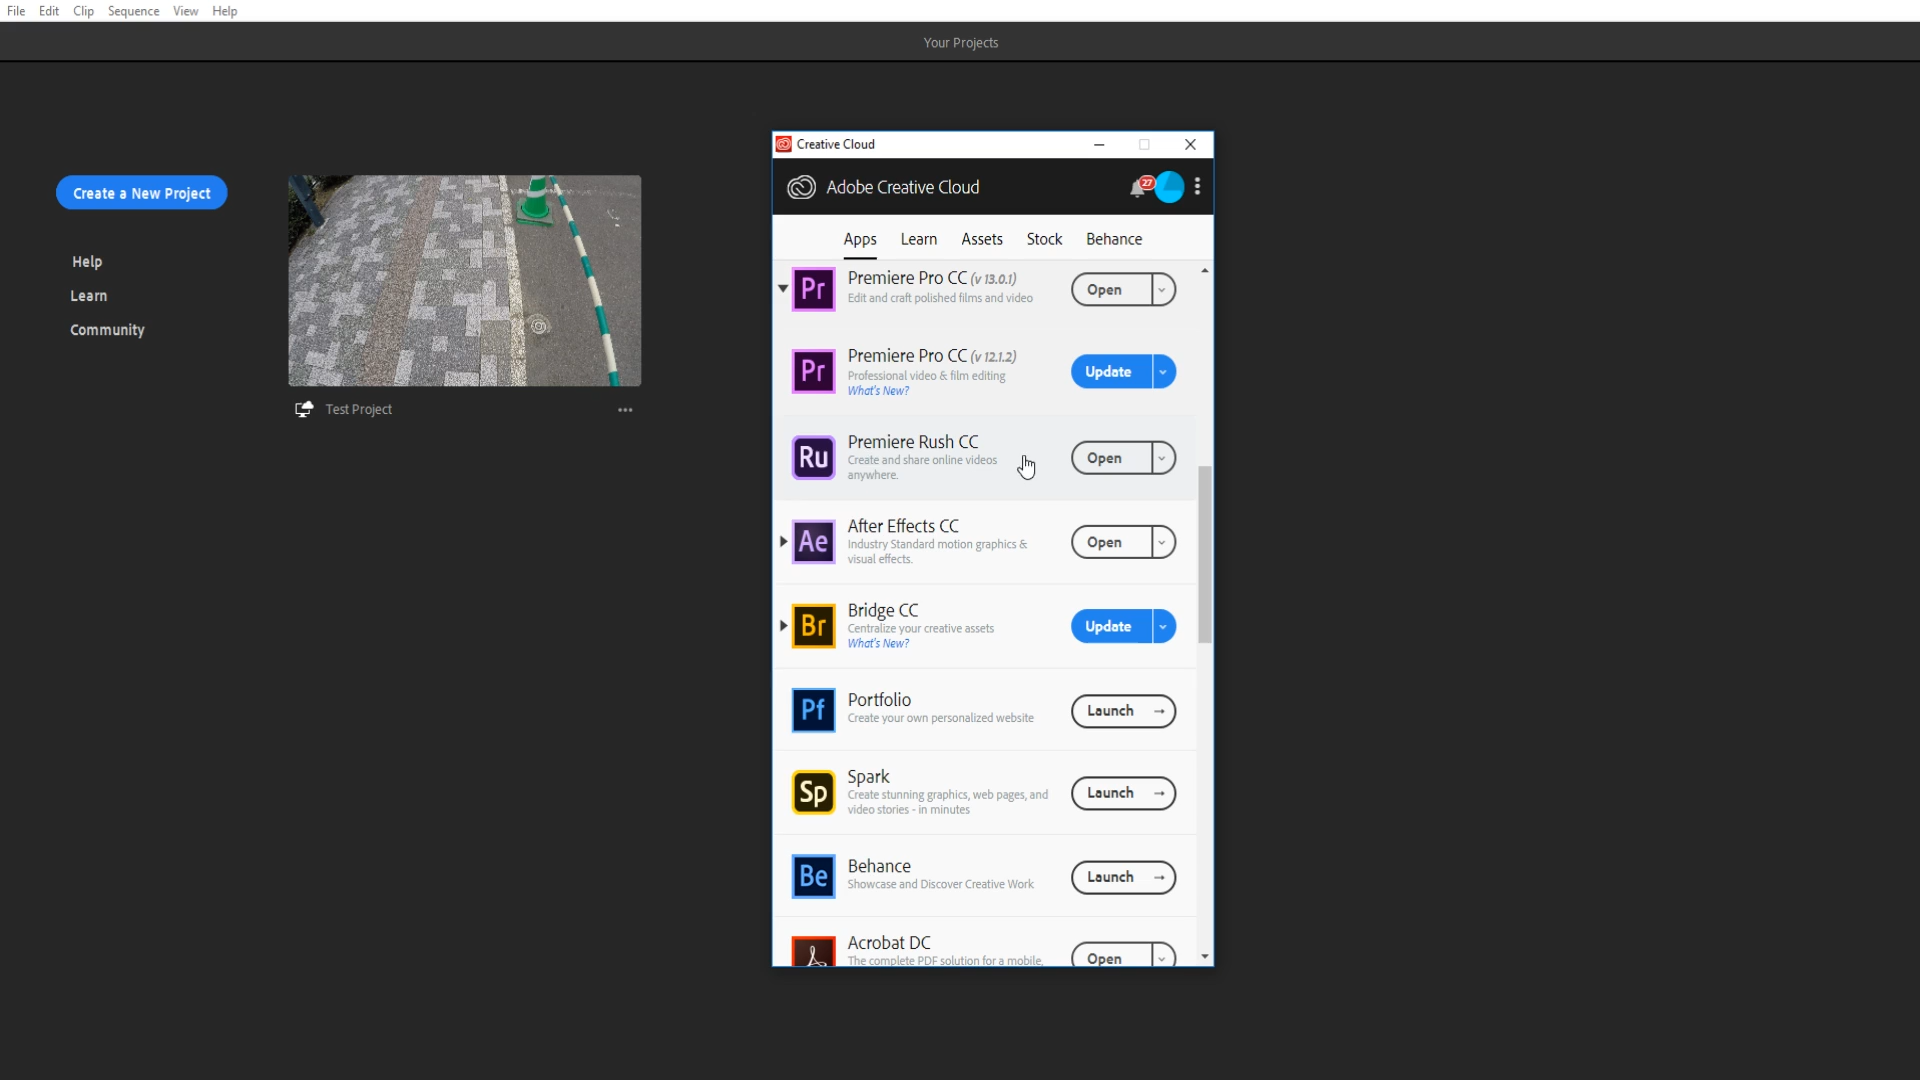 File Edit Clip Sequence View Help
Your Projects
Create a New Project
Help
Learn
Community
Test Project
Creative Cloud
Adobe Creative Cloud
27
Apps Learn Assets Stock Behance
Pr
Premiere Pro CC (v 13.0.1)
Edit and craft polished films and video
Open
Pr
Premiere Pro CC (v 12.1.2)
Professional video & film editing
What's New?
Update
Ru
Premiere Rush CC
Create and share online videos
anywhere.
Open
Ae
After Effects CC
Industry Standard motion graphics &
visual effects.
Open
Br
Bridge CC
Centralize your creative assets
What's New?
Update
Pf
Portfolio
Create your own personalized website
Launch
Sp
Spark
Create stunning graphics, web pages, and
video stories - in minutes
Launch
Be
Behance
Showcase and Discover Creative Work
Launch
Acrobat DC
The complete PDF solution for a mobile,
Open